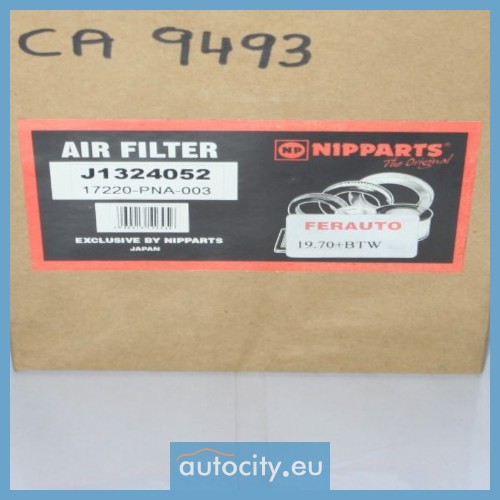 CA 9493
AIR FILTER
J1324052
17220-PNA-003
EXCLUSIVE BY NIPPARTS
JAPAN
NP NIPPARTS
The Original
FERAUTO
19.70+BTW
autocity.eu